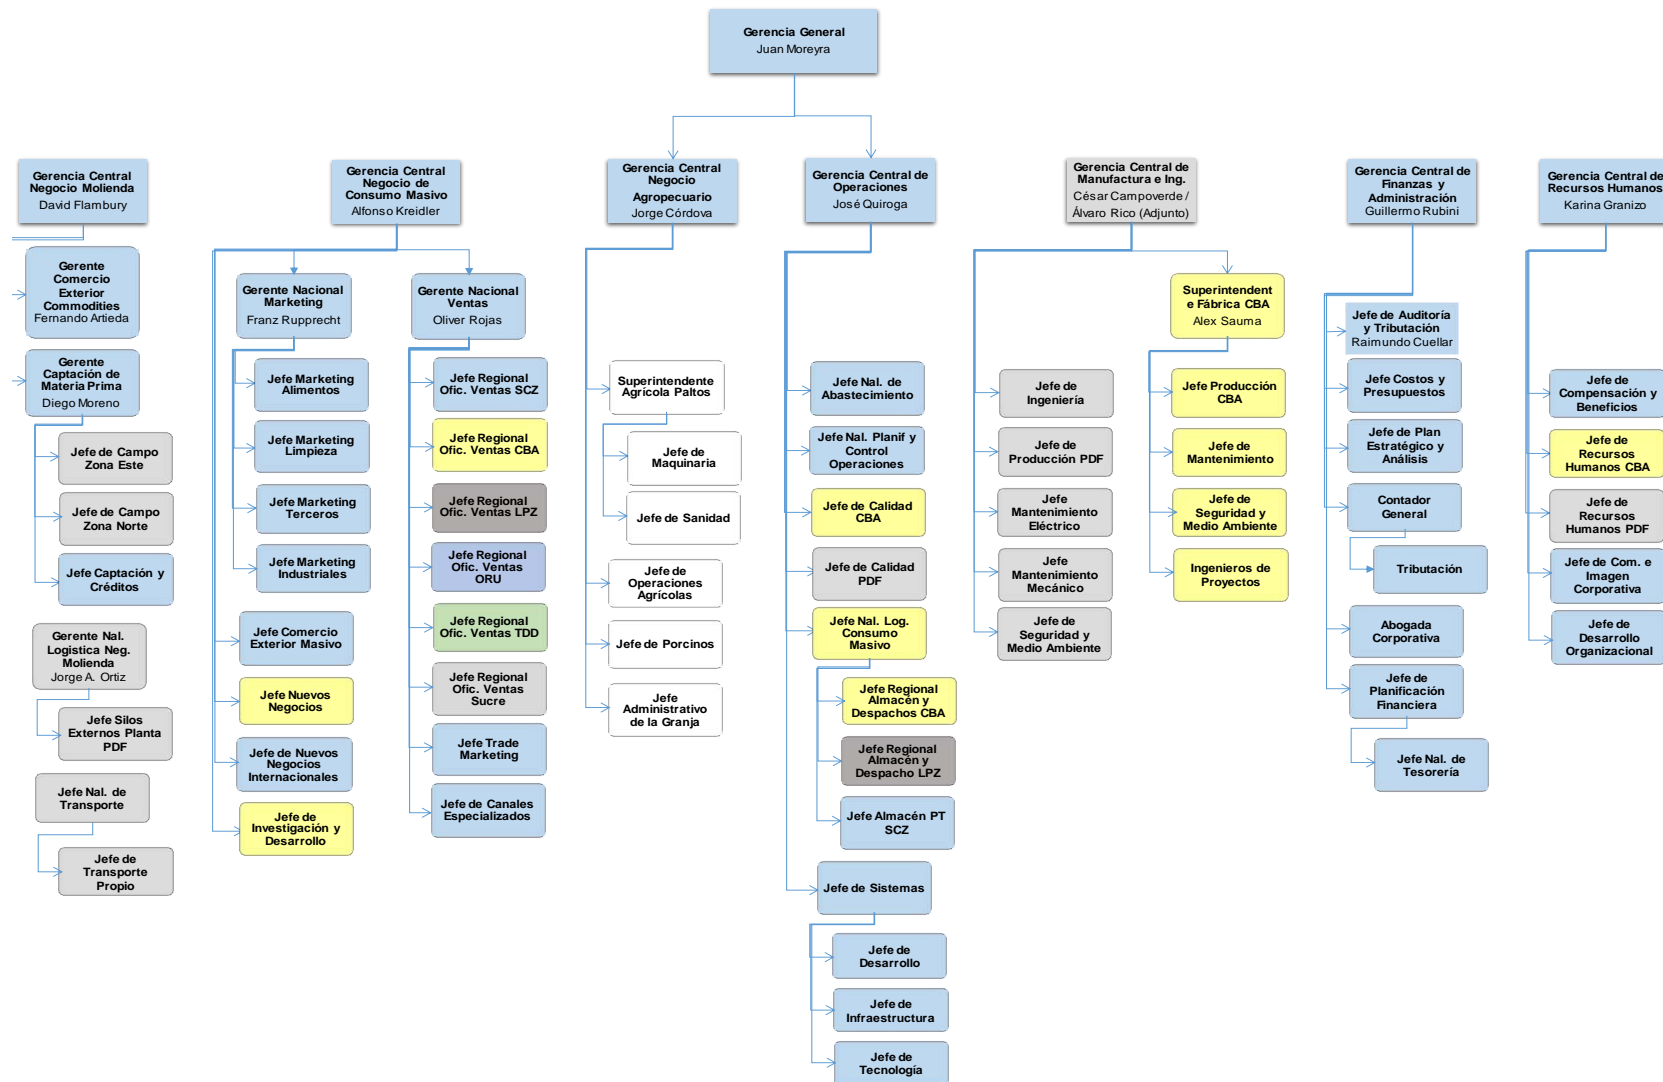 Gerencia General
Juan Moreyra
Gerencia Central
Negocio Molienda
David Flambury
Gerente
Comercio
Exterior
Commodities
Fernando Artieda
Gerente
Captación de
Materia Prima
Diego Moreno
Jefe de Campo
Zona Este
Jefe de Campo
Zona Norte
Jefe Captación y
Créditos
Gerente Nal.
Logistica Neg.
Molienda
Jorge A. Ortiz
Jefe Silos
Externos Planta
PDF
Jefe Nal. de
Transporte
Jefe de
Transporte
Propio
Gerencia Central
Negocio de
Consumo Masivo
Alfonso Kreidler
Gerente Nacional
Marketing
Franz Rupprecht
Jefe Marketing
Alimentos
Jefe Marketing
Limpieza
Jefe Marketing
Terceros
Jefe Marketing
Industriales
Jefe Comercio
Exterior Masivo
Jefe Nuevos
Negocios
Jefe de Nuevos
Negocios
Internacionales
Jefe de
Investigación y
Desarrollo
Gerente Nacional
Ventas
Oliver Rojas
Jefe Regional
Ofic. Ventas SCZ
Jefe Regional
Ofic. Ventas CBA
Jefe Regional
Ofic. Ventas LPZ
Jefe Regional
Ofic. Ventas
ORU
Jefe Regional
Ofic. Ventas TDD
Jefe Regional
Ofic. Ventas
Sucre
Jefe Trade
Marketing
Jefe de Canales
Especializados
Gerencia Central
Negocio
Agropecuario
Jorge Córdova
Superintendente
Agrícola Paltos
Jefe de
Maquinaria
Jefe de Sanidad
Jefe de
Operaciones
Agrícolas
Jefe de Porcinos
Jefe
Administrativo
de la Granja
Gerencia Central de
Operaciones
José Quiroga
Jefe Nal. de
Abastecimiento
Jefe Nal. Planif y
Control
Operaciones
Jefe de Calidad
CBA
Jefe de Calidad
PDF
Jefe Nal. Log.
Consumo
Masivo
Jefe Regional
Almacén y
Despachos CBA
Jefe Regional
Almacén y
Despacho LPZ
Jefe Almacén PT
SCZ
Jefe de Sistemas
Jefe de
Desarrollo
Jefe de
Infraestructura
Jefe de
Tecnología
Gerencia Central de
Manufactura e Ing.
César Campoverde /
Álvaro Rico (Adjunto)
Jefe de
Ingeniería
Jefe de
Producción PDF
Jefe
Mantenimiento
Eléctrico
Jefe
Mantenimiento
Mecánico
Jefe de
Seguridad y
Medio Ambiente
Superintendent
e Fábrica CBA
Alex Sauma
Jefe Producción
CBA
Jefe de
Mantenimiento
Jefe de
Seguridad y
Medio Ambiente
Ingenieros de
Proyectos
Gerencia Central de
Finanzas y
Administración
Guillermo Rubini
Jefe de Auditoría
y Tributación
Raimundo Cuellar
Jefe Costos y
Presupuestos
Jefe de Plan
Estratégico y
Análisis
Contador
General
Tributación
Abogada
Corporativa
Jefe de
Planificación
Financiera
Jefe Nal. de
Tesorería
Gerencia Central de
Recursos Humanos
Karina Granizo
Jefe de
Compensación y
Beneficios
Jefe de
Recursos
Humanos CBA
Jefe de
Recursos
Humanos PDF
Jefe de Com. e
Imagen
Corporativa
Jefe de
Desarrollo
Organizacional